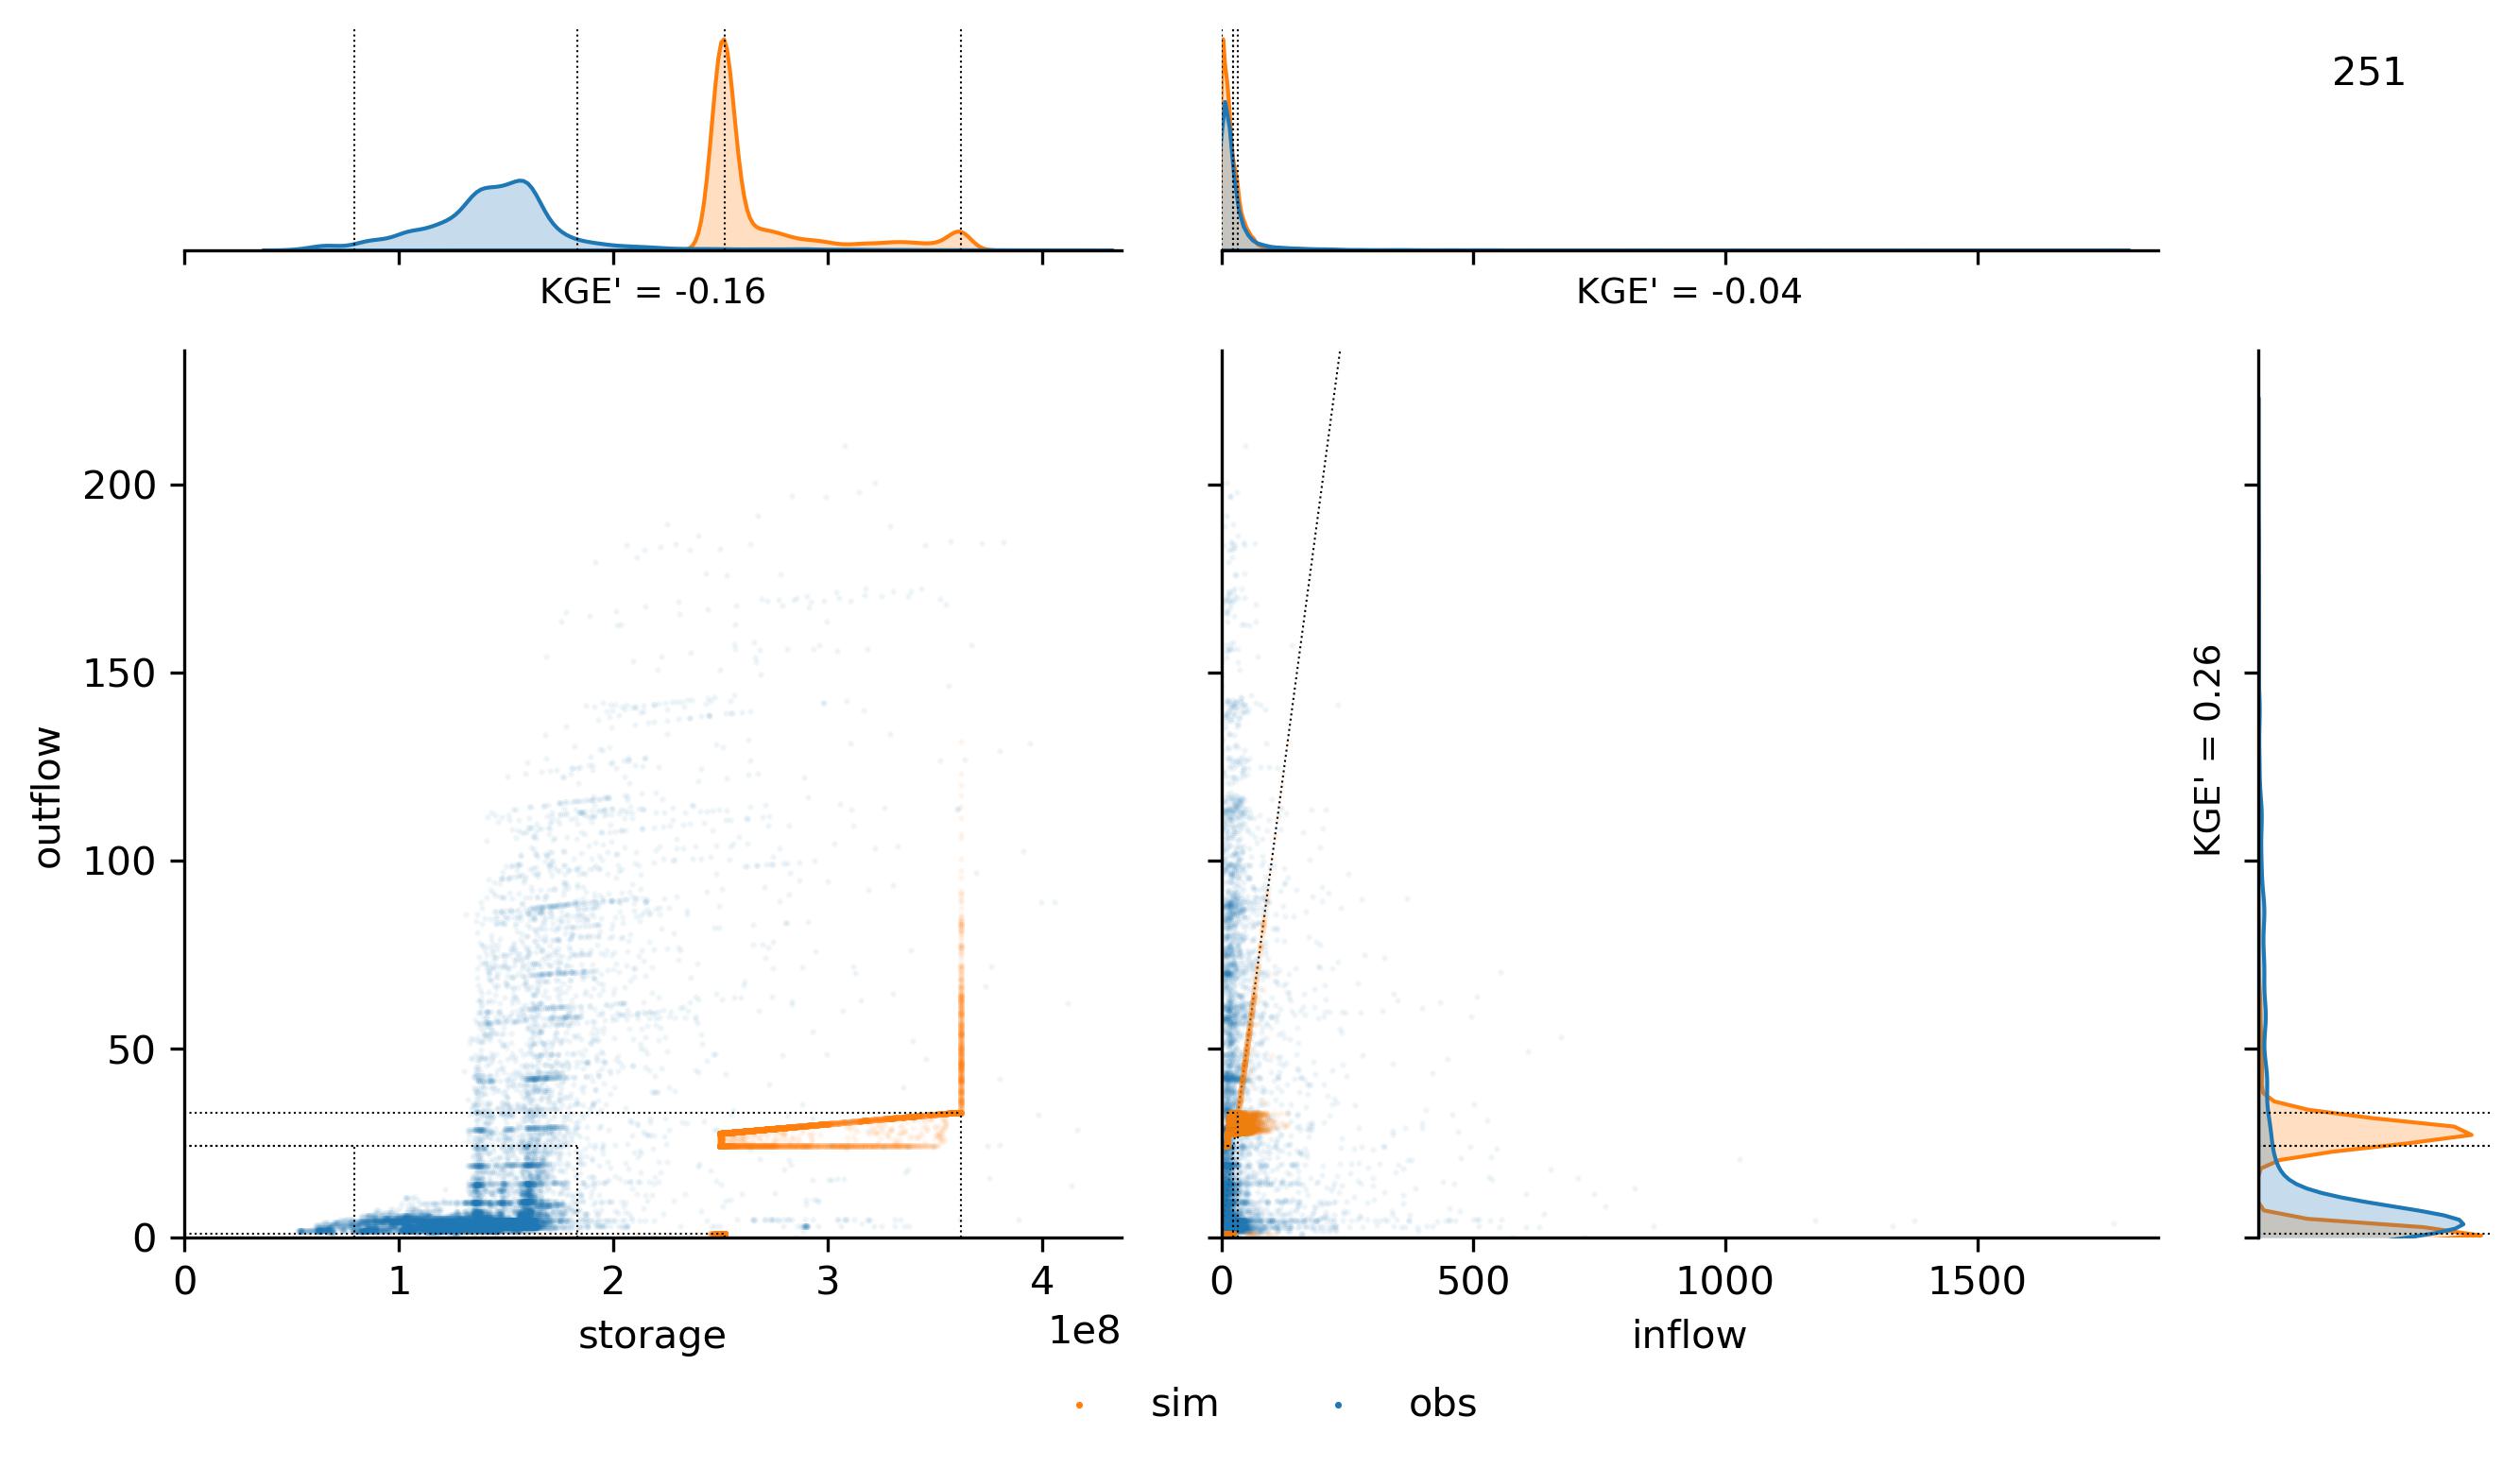 251
KGE' = -0.16
KGE' = -0.04
outflow
200
150
100
50
0
KGE' = 0.26
0 1 2 3 4
1e8
storage
0 500 1000 1500
inflow
sim obs